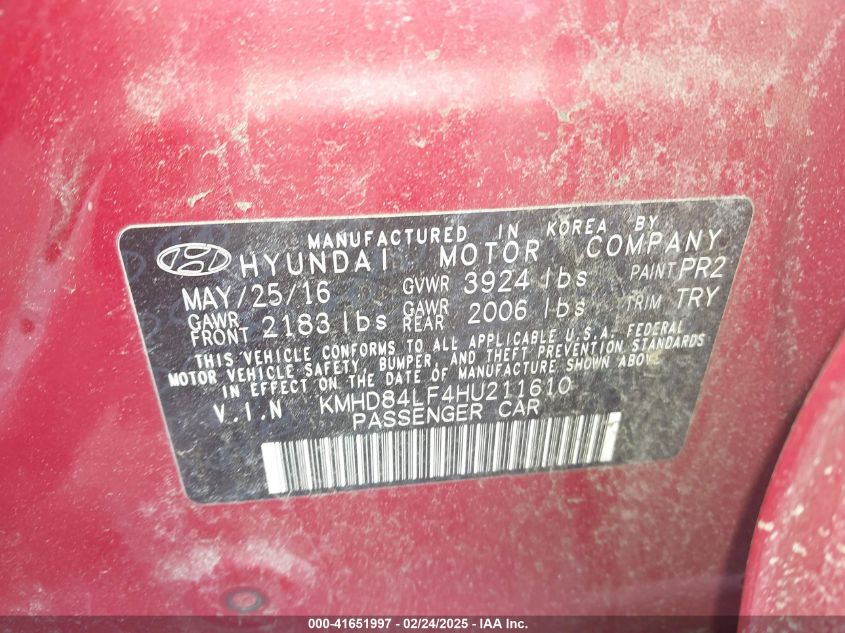 MANUFACTURED IN KOREA BY
HYUNDAI MOTOR COMPANY
MAY/25/16 GVWR 3924 lbs PAINT PR2
GAWR FRONT 2183 lbs GAWR REAR 2006 lbs TRIM TRY
THIS VEHICLE CONFORMS TO ALL APPLICABLE U.S.A. FEDERAL
MOTOR VEHICLE SAFETY, BUMPER, AND THEFT PREVENTION STANDARDS
IN EFFECT ON THE DATE OF MANUFACTURE SHOWN ABOVE
V.I.N KMHD84LF4HU211610
PASSENGER CAR
000-41651997 - 02/24/2025 - IAA Inc.